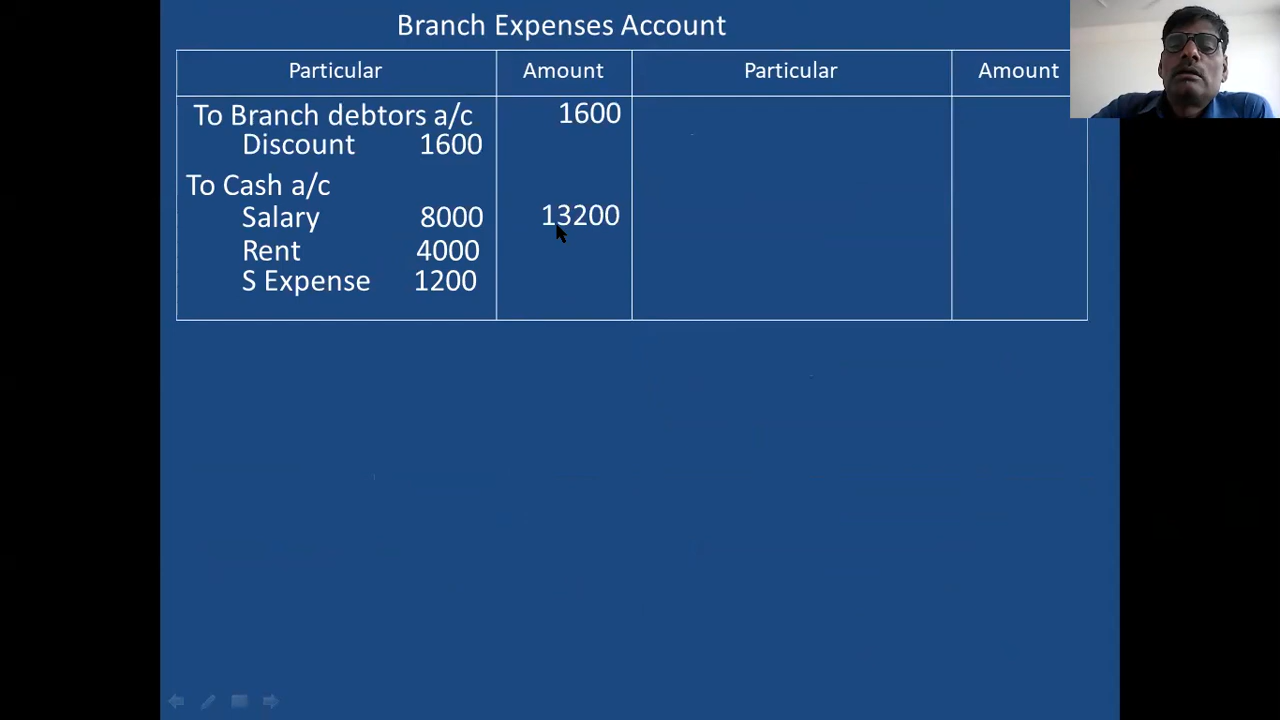 Branch Expenses Account
Particular Amount Particular Amount
To Branch debtors a/c 1600
Discount 1600
To Cash a/c
Salary 8000 13200
Rent 4000
S Expense 1200